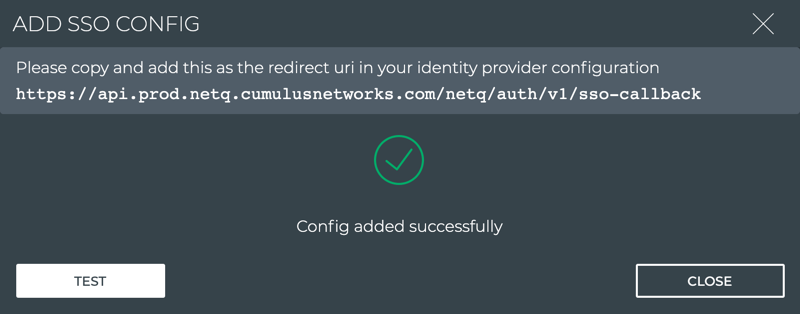 ADD SSO CONFIG
Please copy and add this as the redirect uri in your identity provider configuration
https://api.prod.netq.cumulusnetworks.com/netq/auth/v1/sso-callback
Config added successfully
TEST
CLOSE